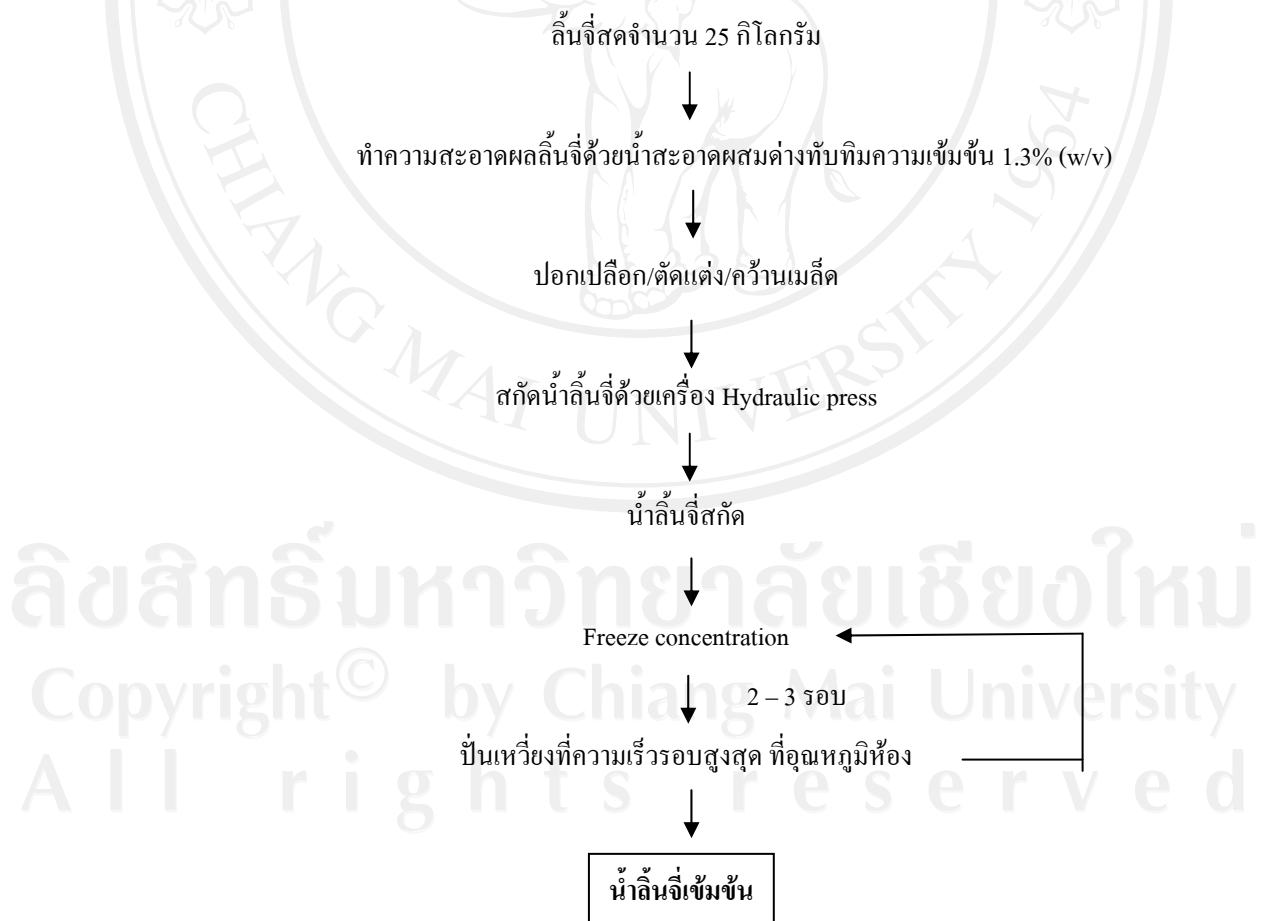 ลิ้นจี่สดจำนวน 25 กิโลกรัม
ทำความสะอาดผลลิ้นจี่ด้วยน้ำสะอาดผสมด่างทับทิมความเข้มข้น 1.3% (w/v)
ปอกเปลือก/ตัดแต่ง/คว้านเมล็ด
สกัดน้ำลิ้นจี่ด้วยเครื่อง Hydraulic press
น้ำลิ้นจี่สกัด
Freeze concentration
2 – 3 รอบ
ปั่นเหวี่ยงที่ความเร็วรอบสูงสุด ที่อุณหภูมิห้อง
น้ำลิ้นจี่เข้มข้น
CHIANG MAI UNIVERSITY 1964
ลิขสิทธิ์มหาวิทยาลัยเชียงใหม่
Copyright© by Chiang Mai University
All rights reserved